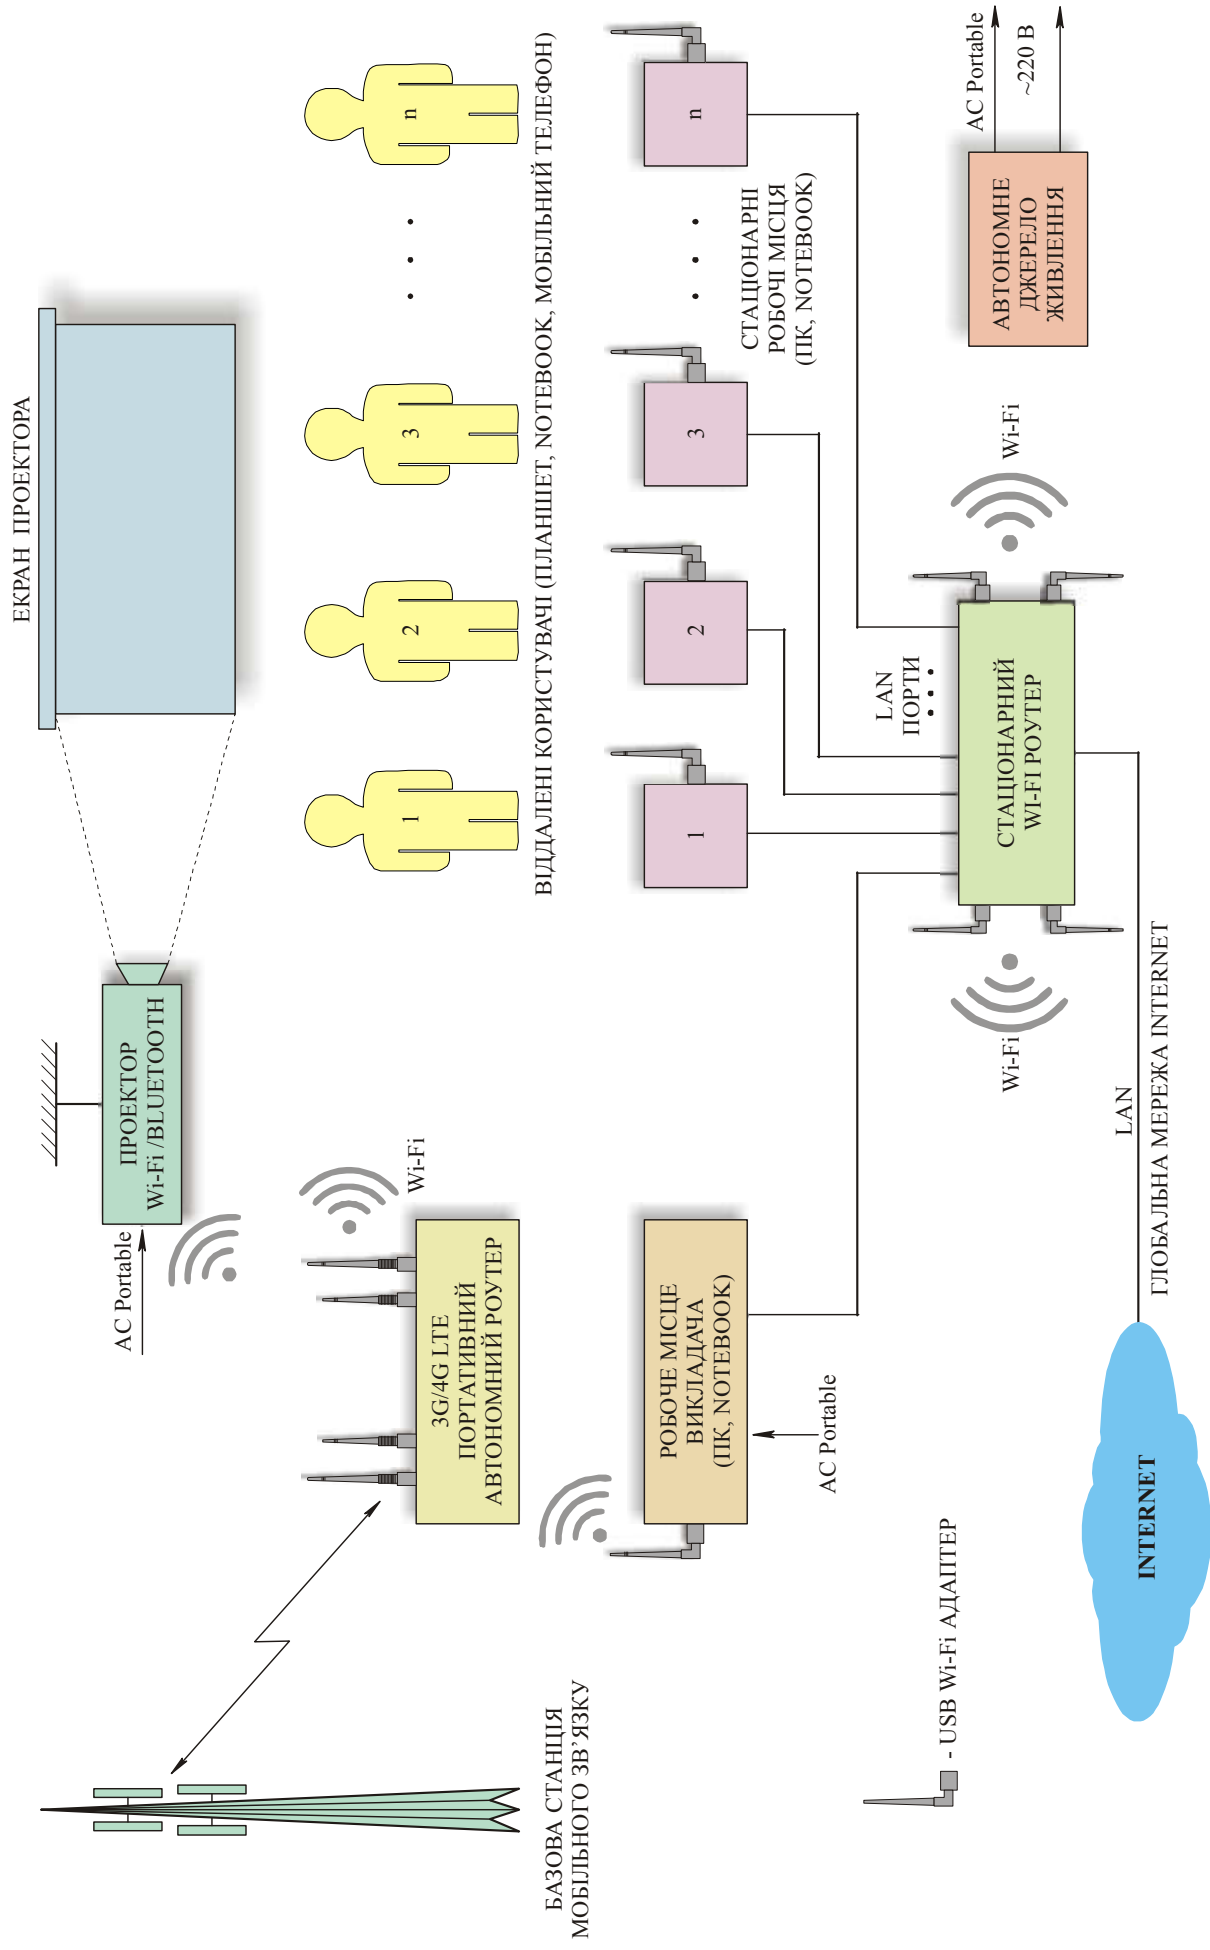 ЕКРАН ПРОЕКТОРА
ПРОЕКТОР
Wi-Fi /BLUETOOTH
AC Portable
Wi-Fi
3G/4G LTE
ПОРТАТИВНИЙ
АВТОНОМНИЙ РОУТЕР
БАЗОВА СТАНЦІЯ
МОБІЛЬНОГО ЗВ’ЯЗКУ
1
2
3
n
ВІДДАЛЕНІ КОРИСТУВАЧІ (ПЛАНШЕТ, NOTEBOOK, МОБІЛЬНИЙ ТЕЛЕФОН)
РОБОЧЕ МІСЦЕ
ВИКЛАДАЧА
(ПК, NOTEBOOK)
AC Portable
1
2
3
n
СТАЦІОНАРНІ
РОБОЧІ МІСЦЯ
(ПК, NOTEBOOK)
LAN
ПОРТИ
- USB Wi-Fi АДАПТЕР
Wi-Fi
СТАЦІОНАРНИЙ
WI-FI РОУТЕР
Wi-Fi
АВТОНОМНЕ
ДЖЕРЕЛО
ЖИВЛЕННЯ
AC Portable
~220 В
INTERNET
LAN
ГЛОБАЛЬНА МЕРЕЖА INTERNET